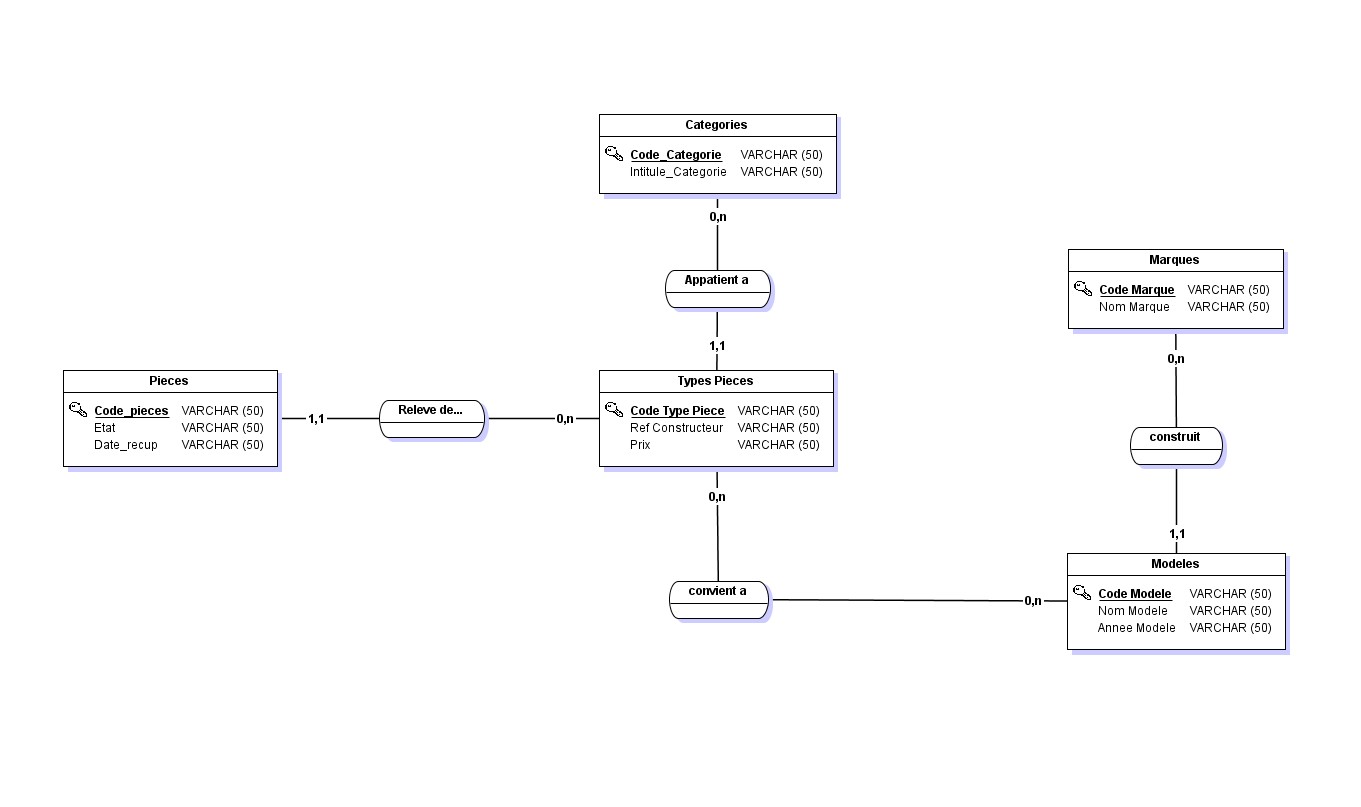 Categories
Code_Categorie VARCHAR (50)
Intitule_Categorie VARCHAR (50)
0,n
Appatient a
1,1
Marques
Code Marque VARCHAR (50)
Nom Marque VARCHAR (50)
0,n
construit
1,1
Pieces
Code_pieces VARCHAR (50)
Etat VARCHAR (50)
Date_recup VARCHAR (50)
1,1
Releve de...
0,n
Types Pieces
Code Type Piece VARCHAR (50)
Ref Constructeur VARCHAR (50)
Prix VARCHAR (50)
0,n
convient a
0,n
Modeles
Code Modele VARCHAR (50)
Nom Modele VARCHAR (50)
Annee Modele VARCHAR (50)